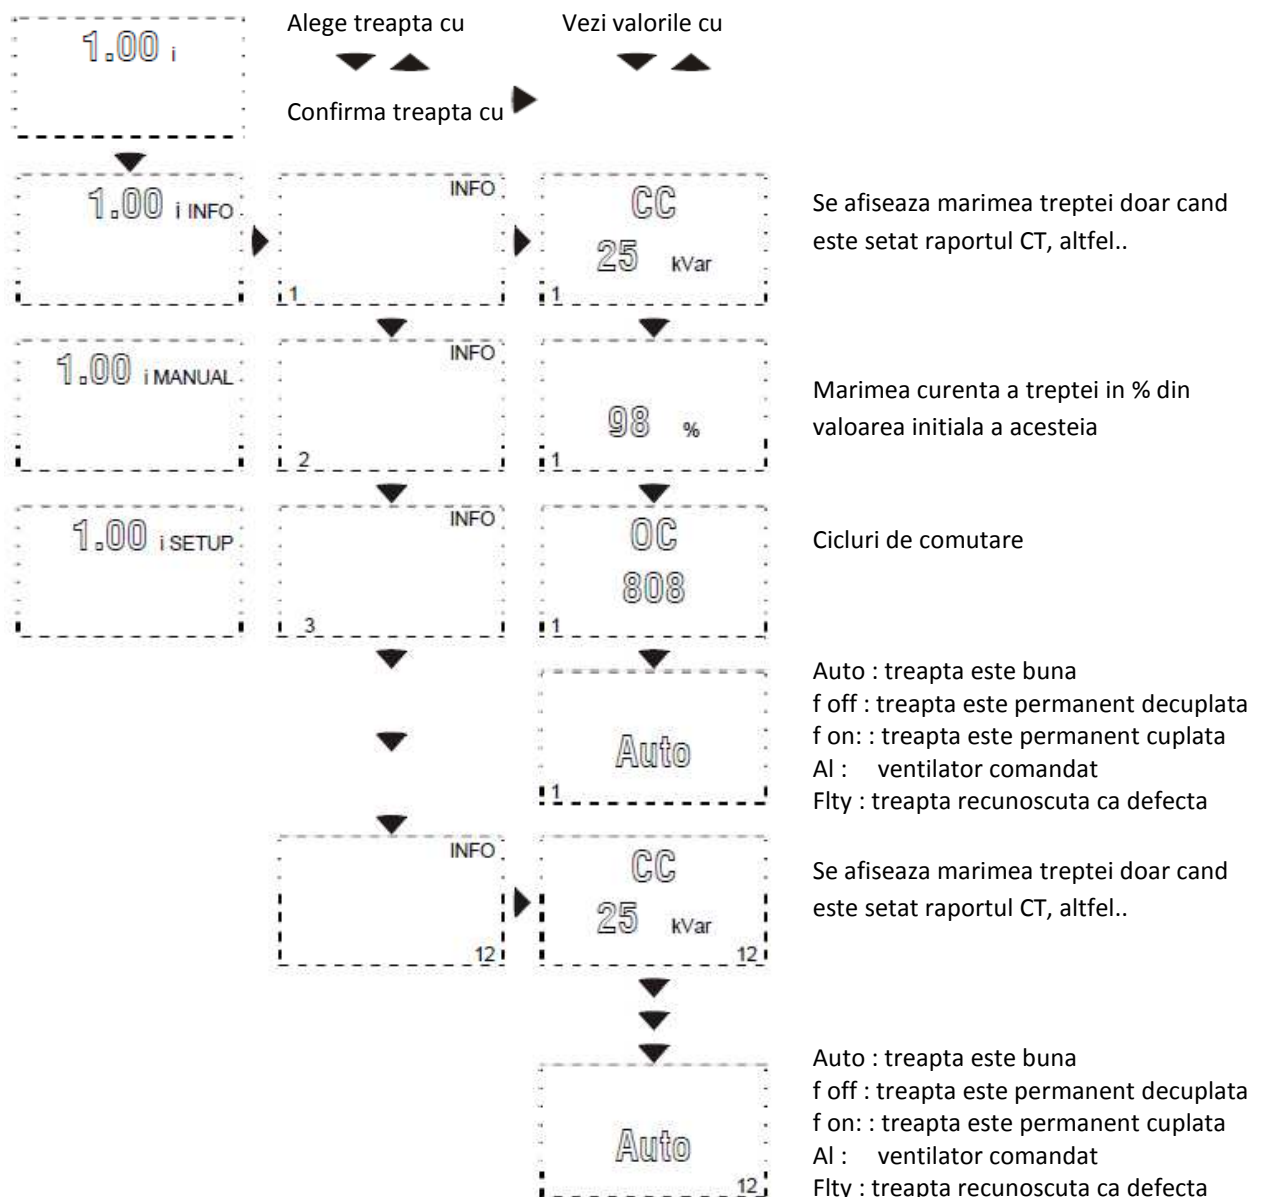 1.00 i
Alege treapta cu
Vezi valorile cu
Confirma treapta cu
1.00 i INFO
INFO
1
CC
25 kVar
1
Se afiseaza marimea treptei doar cand
este setat raportul CT, altfel..
1.00 i MANUAL
INFO
2
98 %
1
Marimea curenta a treptei in % din
valoarea initiala a acesteia
1.00 i SETUP
INFO
3
OC
808
1
Cicluri de comutare
Auto
1
Auto : treapta este buna
f off : treapta este permanent decuplata
f on: : treapta este permanent cuplata
Al : ventilator comandat
Flty : treapta recunoscuta ca defecta
INFO
12
CC
25 kVar
12
Se afiseaza marimea treptei doar cand
este setat raportul CT, altfel..
Auto
12
Auto : treapta este buna
f off : treapta este permanent decuplata
f on: : treapta este permanent cuplata
Al : ventilator comandat
Flty : treapta recunoscuta ca defecta